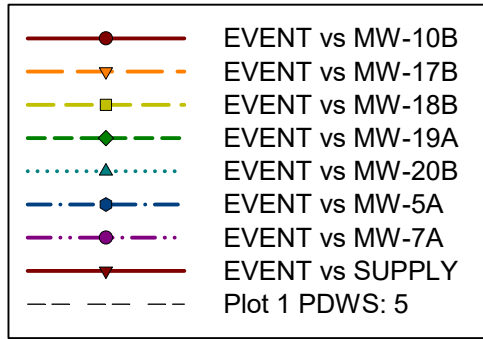 EVENT vs MW-10B
EVENT vs MW-17B
EVENT vs MW-18B
EVENT vs MW-19A
EVENT vs MW-20B
EVENT vs MW-5A
EVENT vs MW-7A
EVENT vs SUPPLY
Plot 1 PDWS: 5